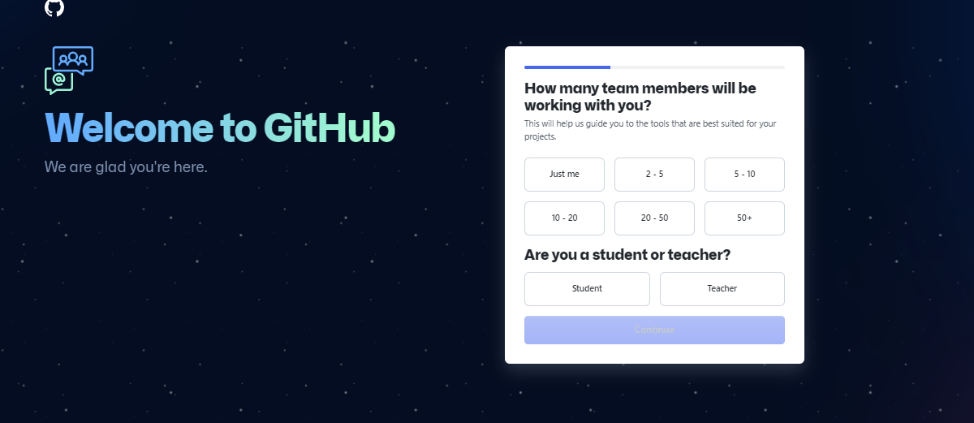 Welcome to GitHub
We are glad you're here.
How many team members will be
working with you?
This will help us guide you to the tools that are best suited for your
projects.
Just me
2 - 5
5 - 10
10 - 20
20 - 50
50+
Are you a student or teacher?
Student
Teacher
Continue